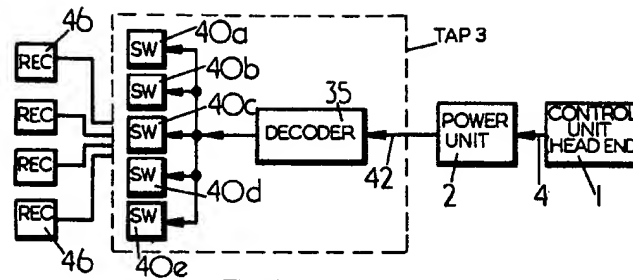 46
REC
REC
REC
REC
46
SW
40a
SW
40b
SW
40c
SW
40d
SW
40e
TAP 3
35
DECODER
42
POWER
UNIT
2
4
CONTROL
UNIT
HEAD END
1